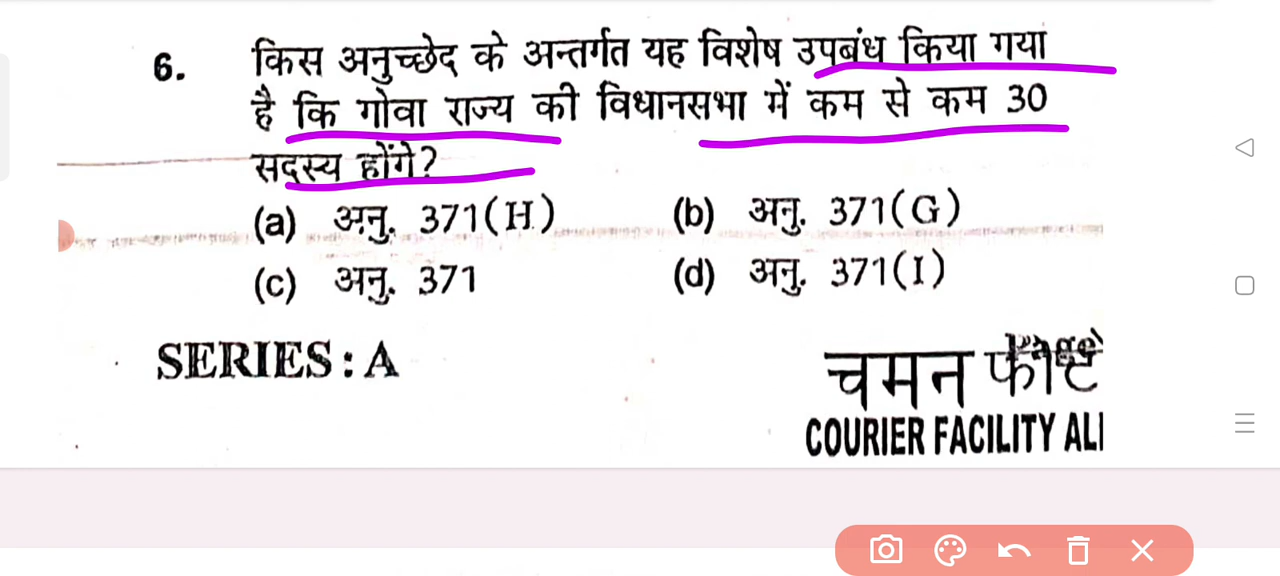 6. किस अनुच्छेद के अन्तर्गत यह विशेष उपबंध किया गया
है कि गोवा राज्य की विधानसभा में कम से कम 30
सदस्य होंगे?
(a) अनु. 371(H) (b) अनु. 371(G)
(c) अनु. 371 (d) अनु. 371(I)
SERIES : A
चमन
COURIER FACILITY